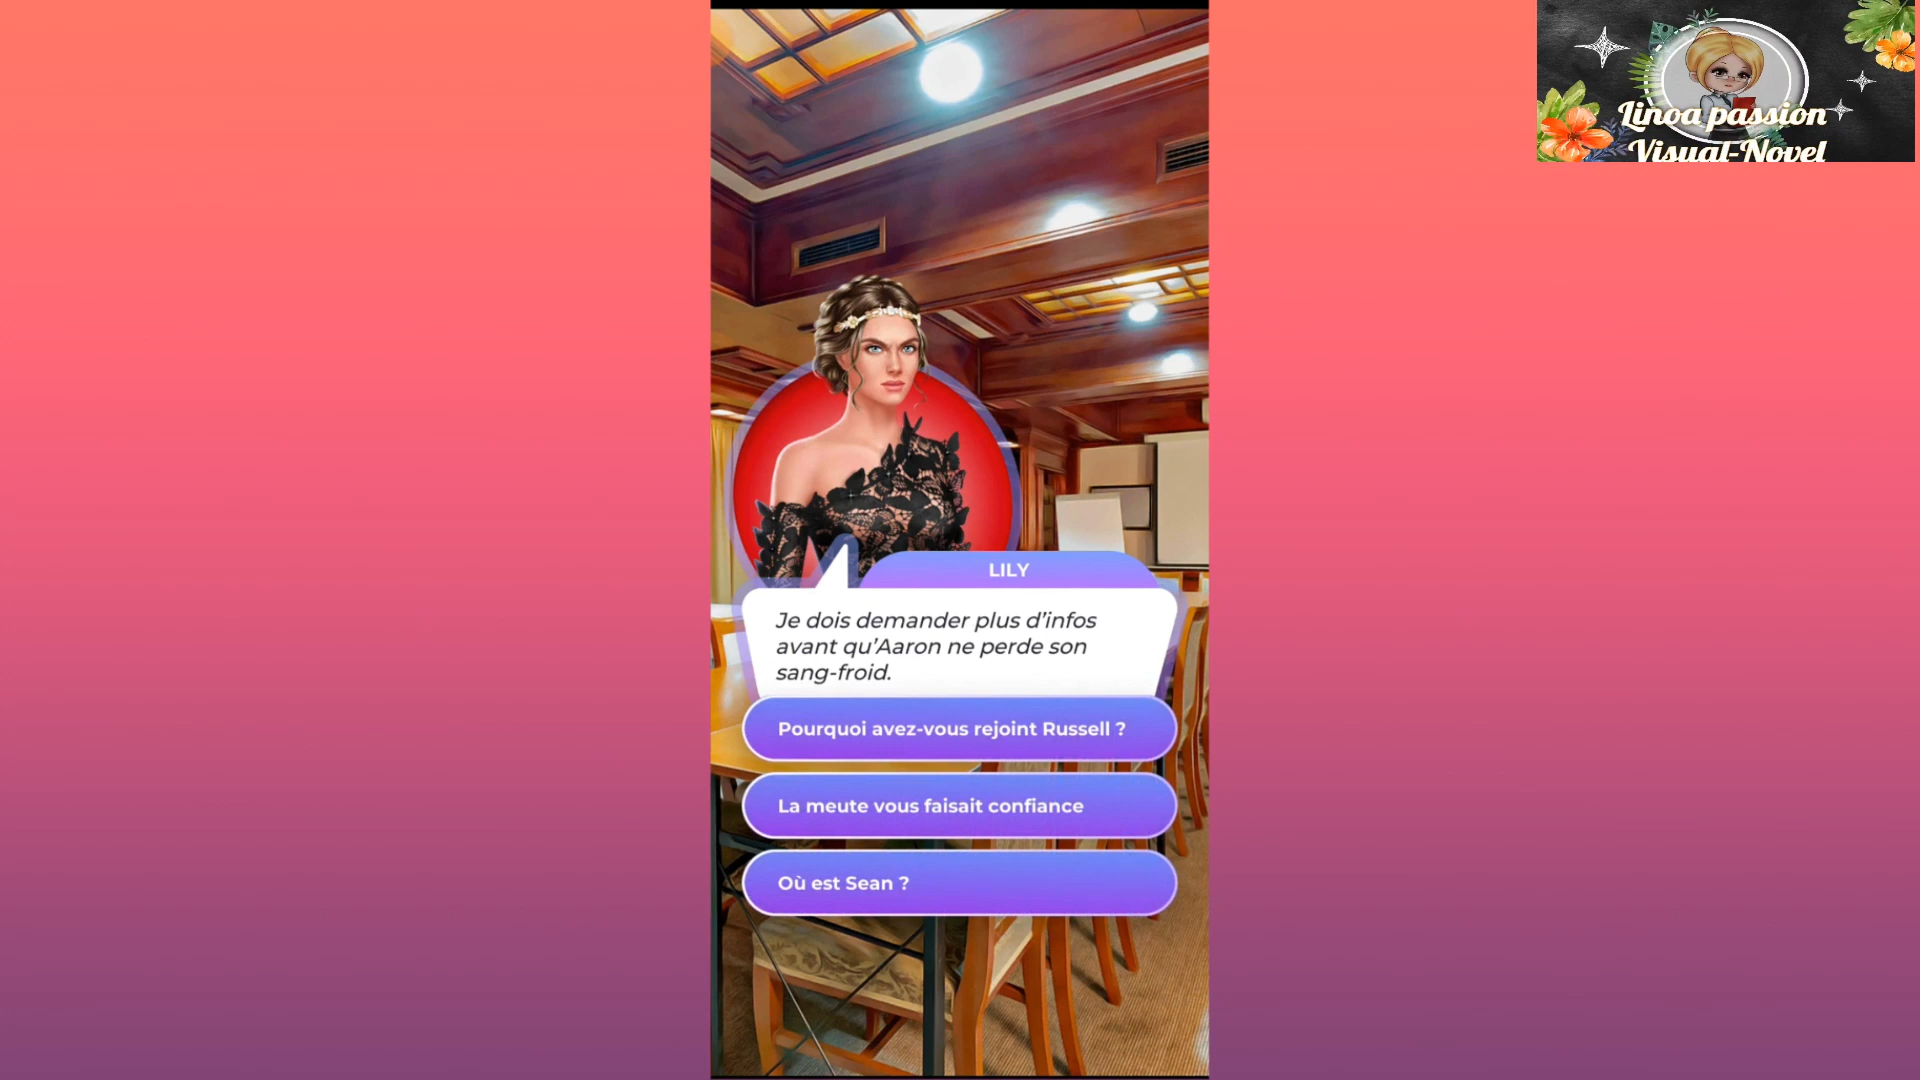 Linoa passion
Visual-Novel
LILY
Je dois demander plus d'infos
avant qu'Aaron ne perde son
sang-froid.
Pourquoi avez-vous rejoint Russell ?
La meute vous faisait confiance
Où est Sean ?